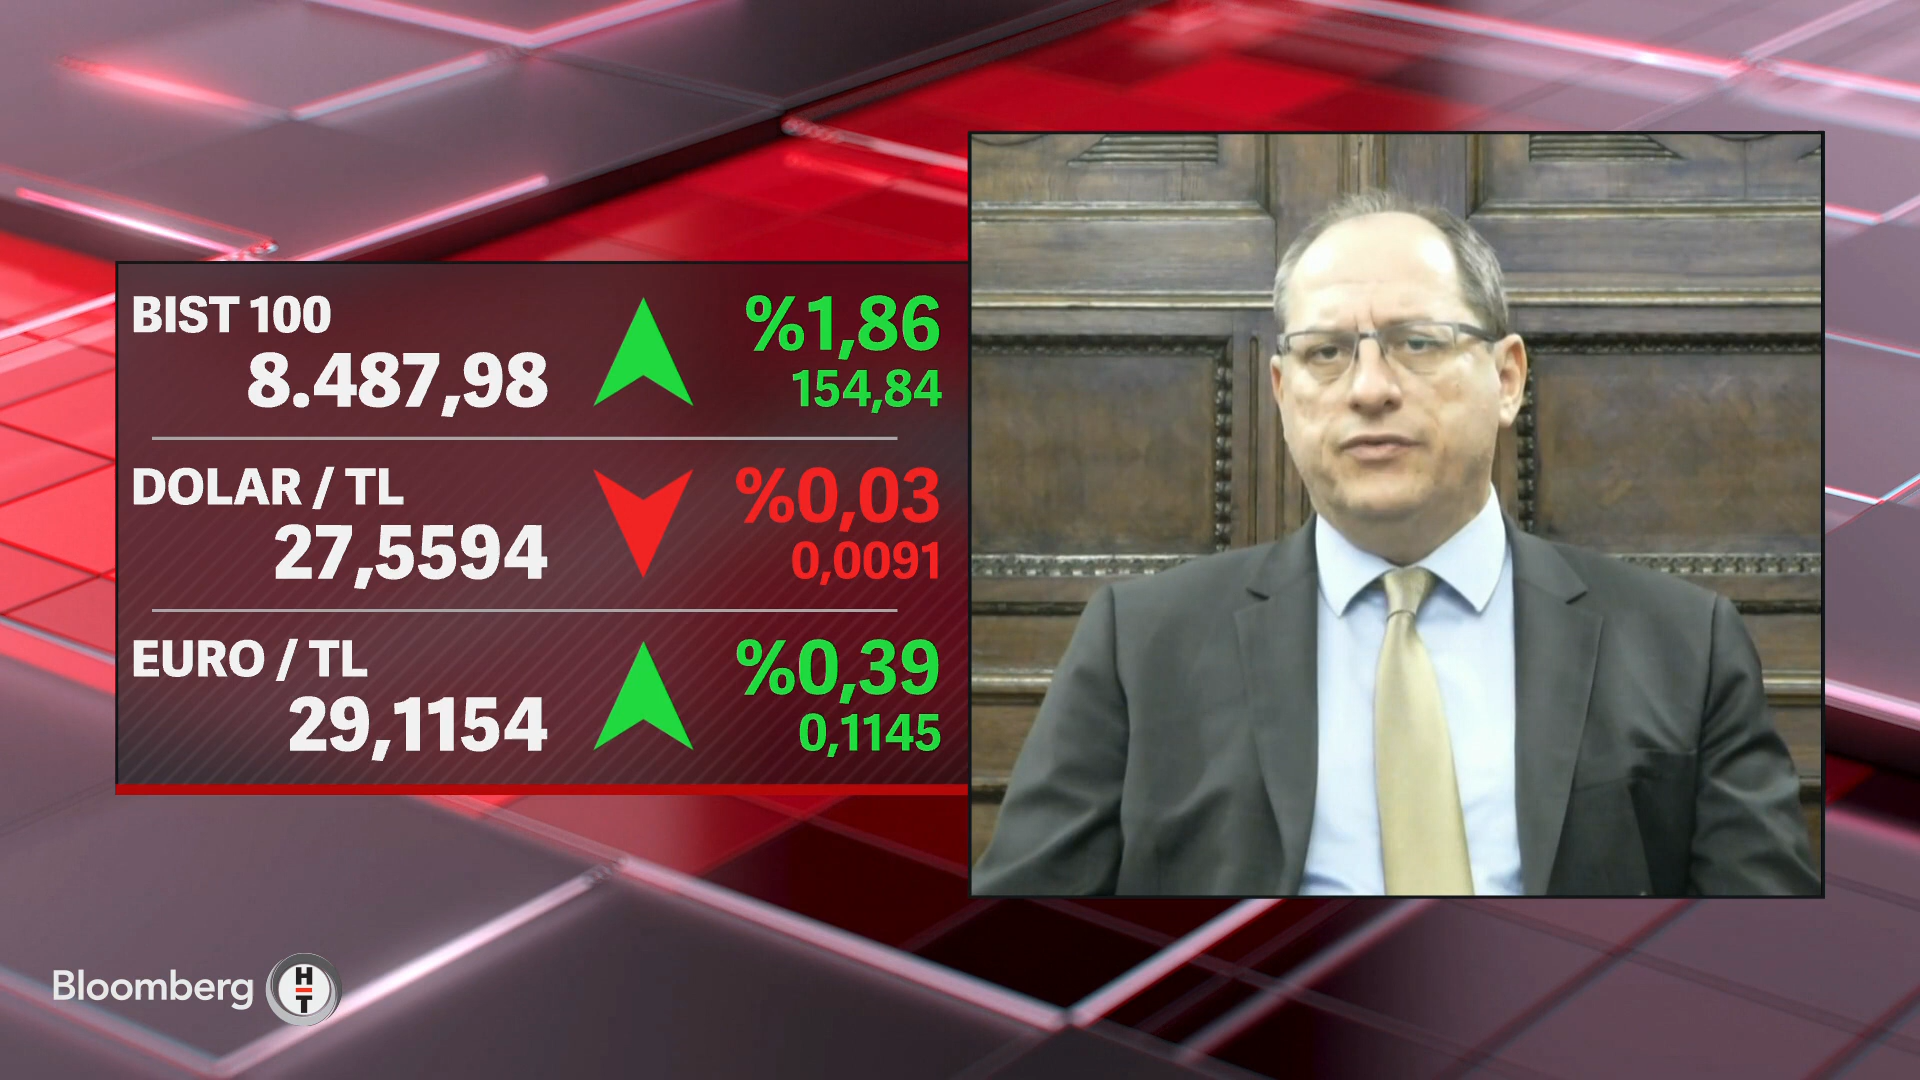 BIST 100
8.487,98
%1,86
154,84
DOLAR / TL
27,5594
%0,03
0,0091
EURO / TL
29,1154
%0,39
0,1145
Bloomberg HT